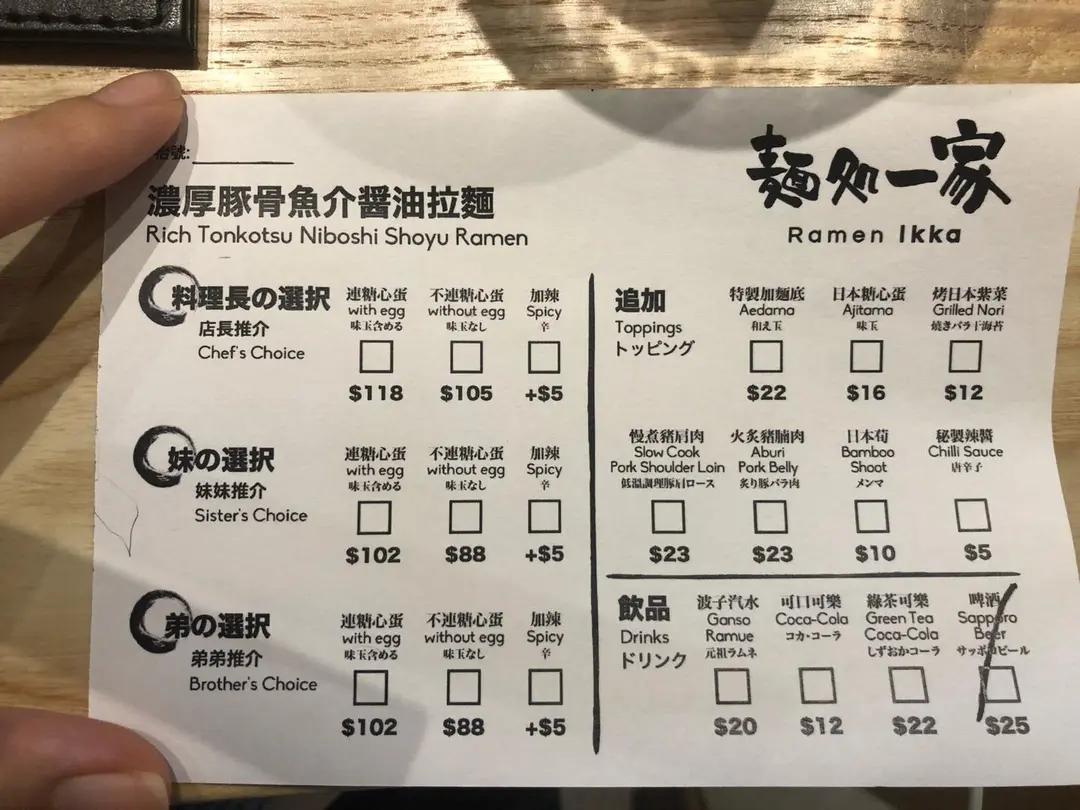 號:
麵処一家
Ramen Ikka
濃厚豚骨魚介醤油拉麵
Rich Tonkotsu Niboshi Shoyu Ramen
料理長の選択
店長推介
Chef's Choice
連糖心蛋 不連糖心蛋 加辣
with egg without egg Spicy
味玉含める 味玉なし 辛
$118 $105 +$5
妹の選択
妹妹推介
Sister's Choice
連糖心蛋 不連糖心蛋 加辣
with egg without egg Spicy
味玉含める 味玉なし 辛
$102 $88 +$5
弟の選択
弟弟推介
Brother's Choice
連糖心蛋 不連糖心蛋 加辣
with egg without egg Spicy
味玉含める 味玉なし 辛
$102 $88 +$5
追加
Toppings
トッピング
特製加麵底 日本糖心蛋 烤日本紫菜
Aedama Ajitama Grilled Nori
和え玉 味玉 焼きバラ干海苔
$22 $16 $12
慢煮豬肩肉 火炙豬腩肉 日本荀 秘製辣醬
Slow Cook Aburi Bamboo Chilli Sauce
Pork Shoulder Loin Pork Belly Shoot 唐辛子
低温調理豚肩ロース 炙り豚バラ肉 メンマ
$23 $23 $10 $5
飲品
Drinks
ドリンク
波子汽水 可口可樂 綠茶可樂 啤酒
Ganso Coca-Cola Green Tea Sapporo
Ramue コカ・コーラ Coca-Cola Beer
元祖ラムネ しずおかコーラ サッポロビール
$20 $12 $22 $25